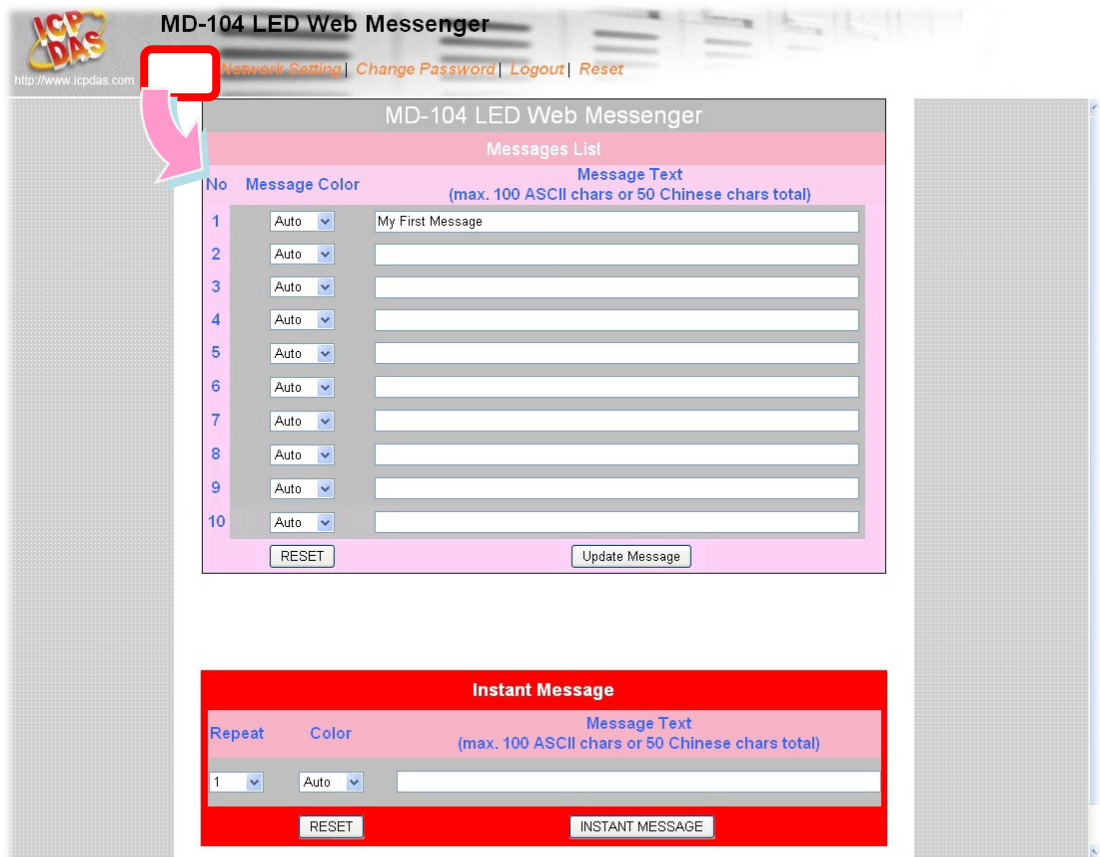 ICP DAS
http://www.icpdas.com
MD-104 LED Web Messenger
Network Setting| Change Password| Logout| Reset
MD-104 LED Web Messenger
Messages List
No Message Color Message Text
(max. 100 ASCII chars or 50 Chinese chars total)
1 Auto My First Message
2 Auto
3 Auto
4 Auto
5 Auto
6 Auto
7 Auto
8 Auto
9 Auto
10 Auto
RESET Update Message
Instant Message
Repeat Color Message Text
(max. 100 ASCII chars or 50 Chinese chars total)
1 Auto
RESET INSTANT MESSAGE